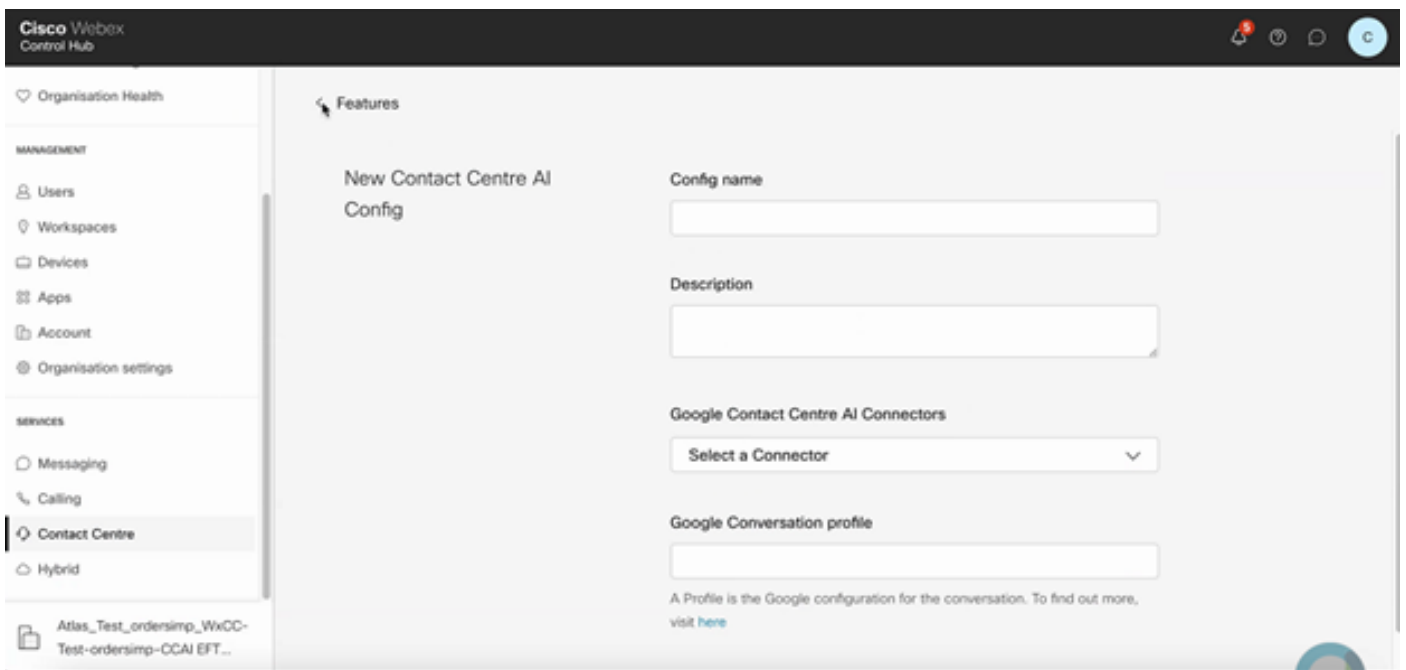 Cisco Webex
Control Hub
5
C
Organisation Health
MANAGEMENT
Users
Workspaces
Devices
Apps
Account
Organisation settings
SERVICES
Messaging
Calling
Contact Centre
Hybrid
Atlas_Test_ordersimp_WxCC-
Test-ordersimp-CCAI EFT...
Features
New Contact Centre AI
Config
Config name
Description
Google Contact Centre AI Connectors
Select a Connector
Google Conversation profile
A Profile is the Google configuration for the conversation. To find out more,
visit here